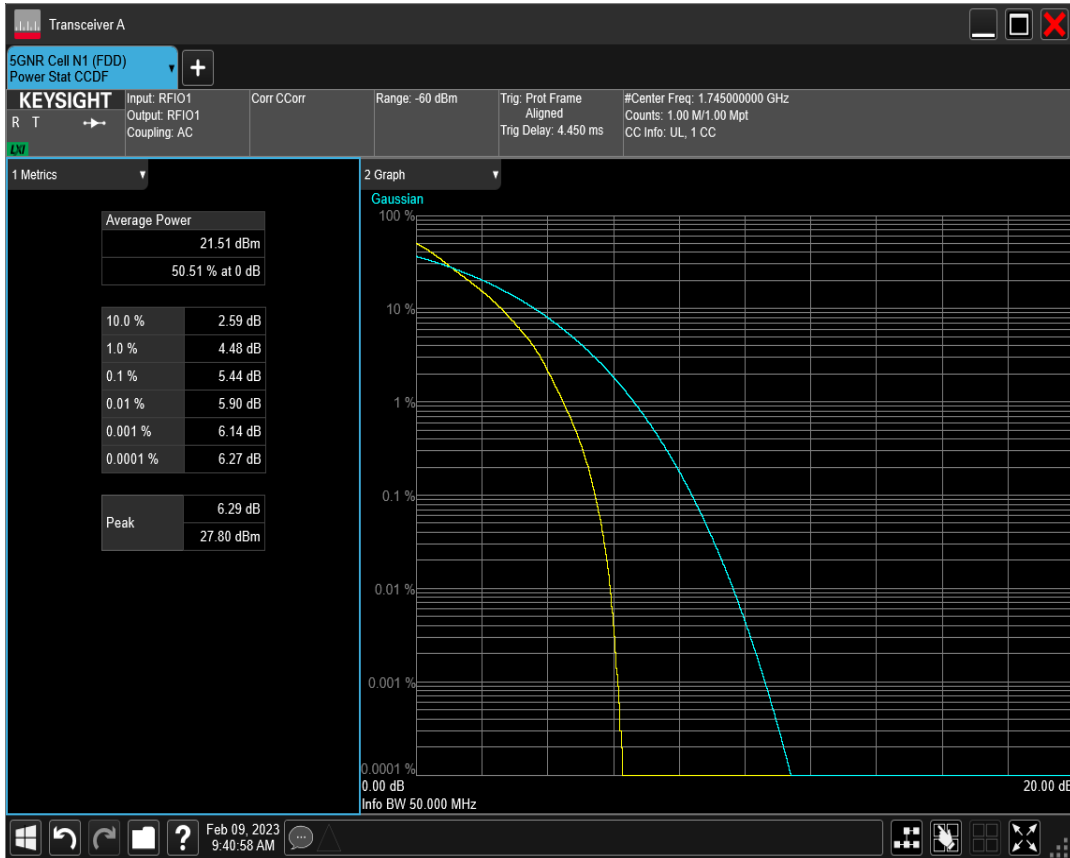 Transceiver A
5GNR Cell N1 (FDD)
Power Stat CCDF
+
KEYSIGHT
R T
LXI
Input: RFIO1
Output: RFIO1
Coupling: AC
Corr CCorr
Range: -60 dBm
Trig: Prot Frame
Aligned
Trig Delay: 4.450 ms
#Center Freq: 1.745000000 GHz
Counts: 1.00 M/1.00 Mpt
CC Info: UL, 1 CC
1 Metrics
Average Power
21.51 dBm
50.51 % at 0 dB
10.0 % 2.59 dB
1.0 % 4.48 dB
0.1 % 5.44 dB
0.01 % 5.90 dB
0.001 % 6.14 dB
0.0001 % 6.27 dB
Peak 6.29 dB
27.80 dBm
2 Graph
Gaussian
100 %
10 %
1 %
0.1 %
0.01 %
0.001 %
0.0001 %
0.00 dB 20.00 dB
Info BW 50.000 MHz
? Feb 09, 2023
9:40:58 AM